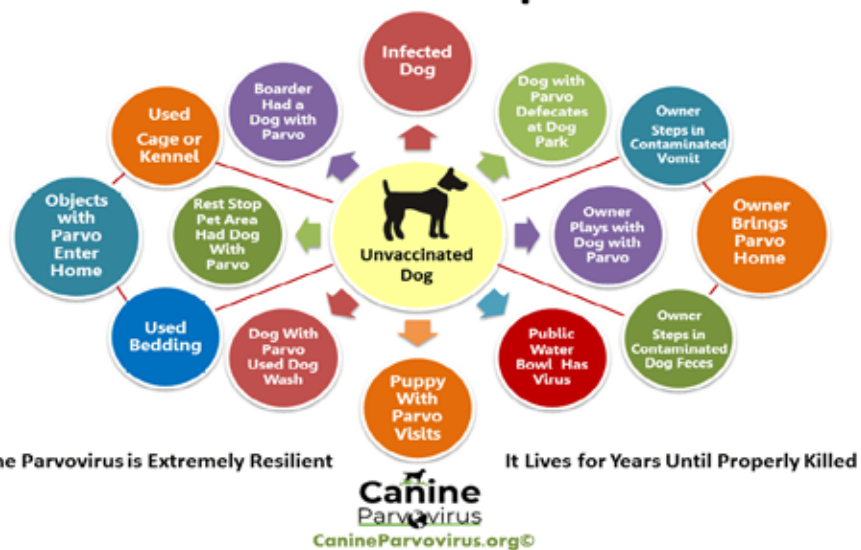 Infected
Dog
Boarder
Had a
Dog with
Parvo
Dog with
Parvo
Defecates
at Dog
Park
Used
Cage or
Kennel
Owner
Steps in
Contaminated
Vomit
Objects
with
Parvo
Enter
Home
Rest Stop
Pet Area
Had Dog
With
Parvo
Unvaccinated
Dog
Owner
Plays with
Dog with
Parvo
Owner
Brings
Parvo
Home
Used
Bedding
Dog With
Parvo
Used Dog
Wash
Puppy
With
Parvo
Visits
Public
Water
Bowl Has
Virus
Owner
Steps in
Contaminated
Dog Feces
ne Parvovirus is Extremely Resilient
It Lives for Years Until Properly Killed
Canine
Parvovirus
CanineParvovirus.org©